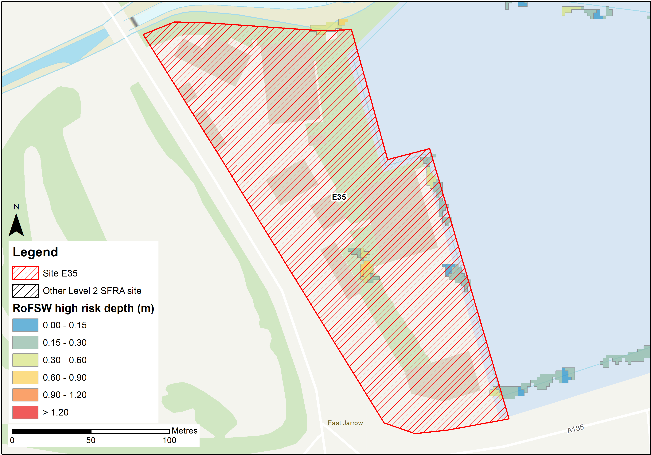 E35
N
Legend
Site E35
Other Level 2 SFRA site
RoFSW high risk depth (m)
0.00 - 0.15
0.15 - 0.30
0.30 - 0.60
0.60 - 0.90
0.90 - 1.20
> 1.20
Metres
0 50 100
East Jarrow
A185